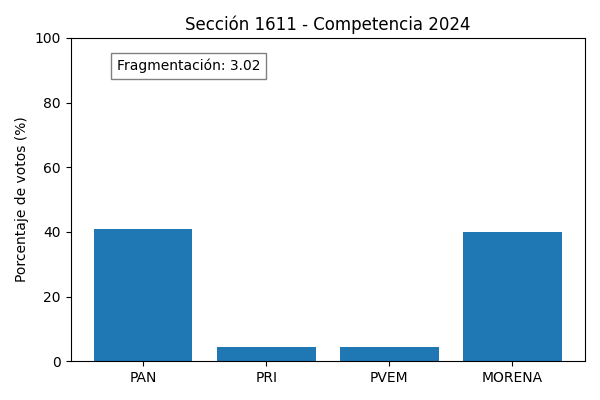 Sección 1611 - Competencia 2024
Fragmentación: 3.02
Porcentaje de votos (%)
100
80
60
40
20
0
PAN PRI PVEM MORENA